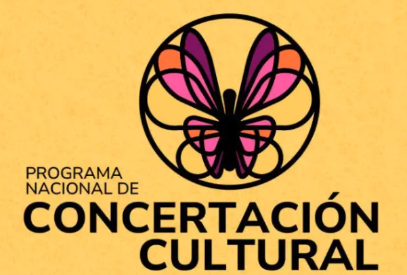 PROGRAMA
NACIONAL DE
CONCERTACIÓN
CULTURAL